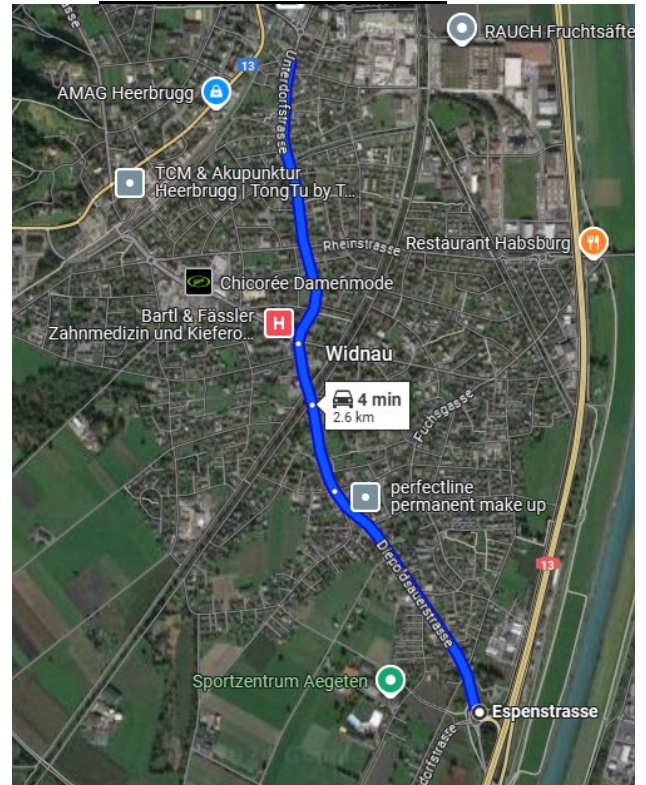 RAUCH Fruchtsäfte
13
AMAG Heerbrugg
Unterdorfstrasse
TCM & Akupunktur
Heerbrugg | TongTu by T...
Rheinstrasse
Restaurant Habsburg
Chicorée Damenmode
Bartl & Fässler
Zahnmedizin und Kiefero...
H
Widnau
4 min
2.6 km
Fuchsgasse
perfectline
permanent make up
Diepoldsauerstrasse
13
Sportzentrum Aegeten
Espenstrasse
dorfstrasse